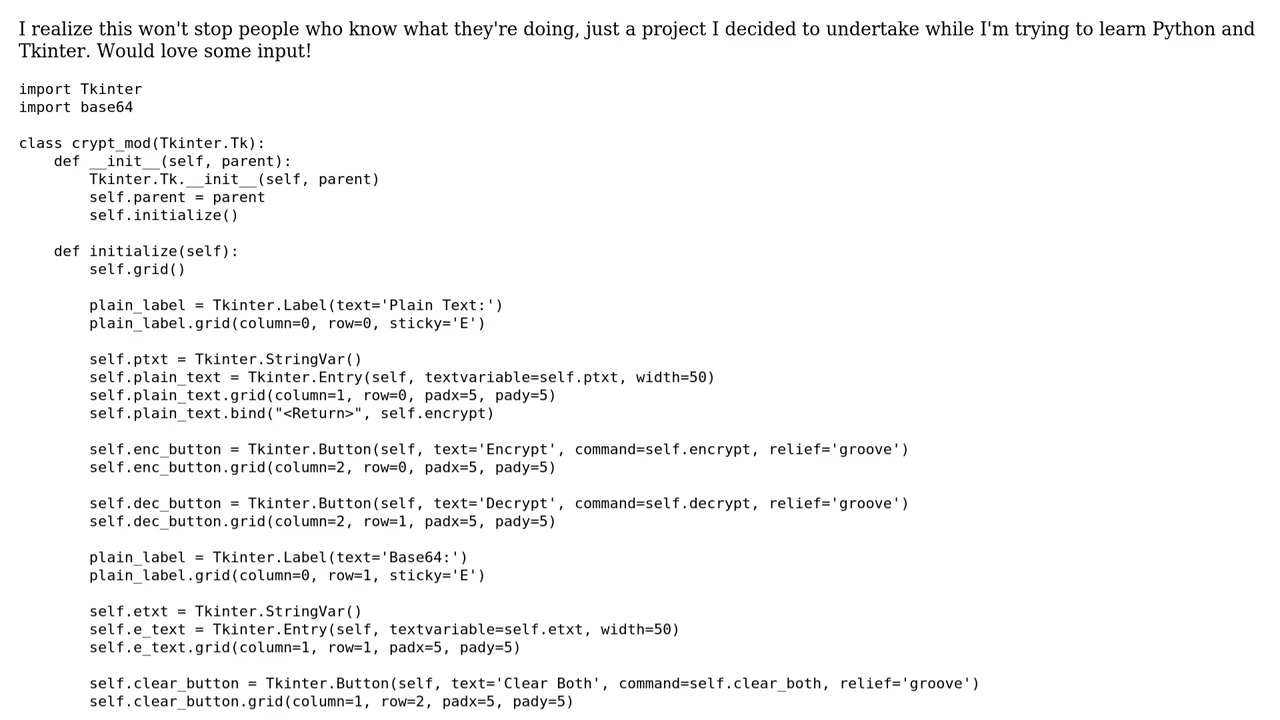 I realize this won't stop people who know what they're doing, just a project I decided to undertake while I'm trying to learn Python and
Tkinter. Would love some input!
import Tkinter
import base64
class crypt_mod(Tkinter.Tk):
    def __init__(self, parent):
        Tkinter.Tk.__init__(self, parent)
        self.parent = parent
        self.initialize()
    def initialize(self):
        self.grid()
        plain_label = Tkinter.Label(text='Plain Text:')
        plain_label.grid(column=0, row=0, sticky='E')
        self.ptxt = Tkinter.StringVar()
        self.plain_text = Tkinter.Entry(self, textvariable=self.ptxt, width=50)
        self.plain_text.grid(column=1, row=0, padx=5, pady=5)
        self.plain_text.bind("<Return>", self.encrypt)
        self.enc_button = Tkinter.Button(self, text='Encrypt', command=self.encrypt, relief='groove')
        self.enc_button.grid(column=2, row=0, padx=5, pady=5)
        self.dec_button = Tkinter.Button(self, text='Decrypt', command=self.decrypt, relief='groove')
        self.dec_button.grid(column=2, row=1, padx=5, pady=5)
        plain_label = Tkinter.Label(text='Base64:')
        plain_label.grid(column=0, row=1, sticky='E')
        self.etxt = Tkinter.StringVar()
        self.e_text = Tkinter.Entry(self, textvariable=self.etxt, width=50)
        self.e_text.grid(column=1, row=1, padx=5, pady=5)
        self.clear_button = Tkinter.Button(self, text='Clear Both', command=self.clear_both, relief='groove')
        self.clear_button.grid(column=1, row=2, padx=5, pady=5)